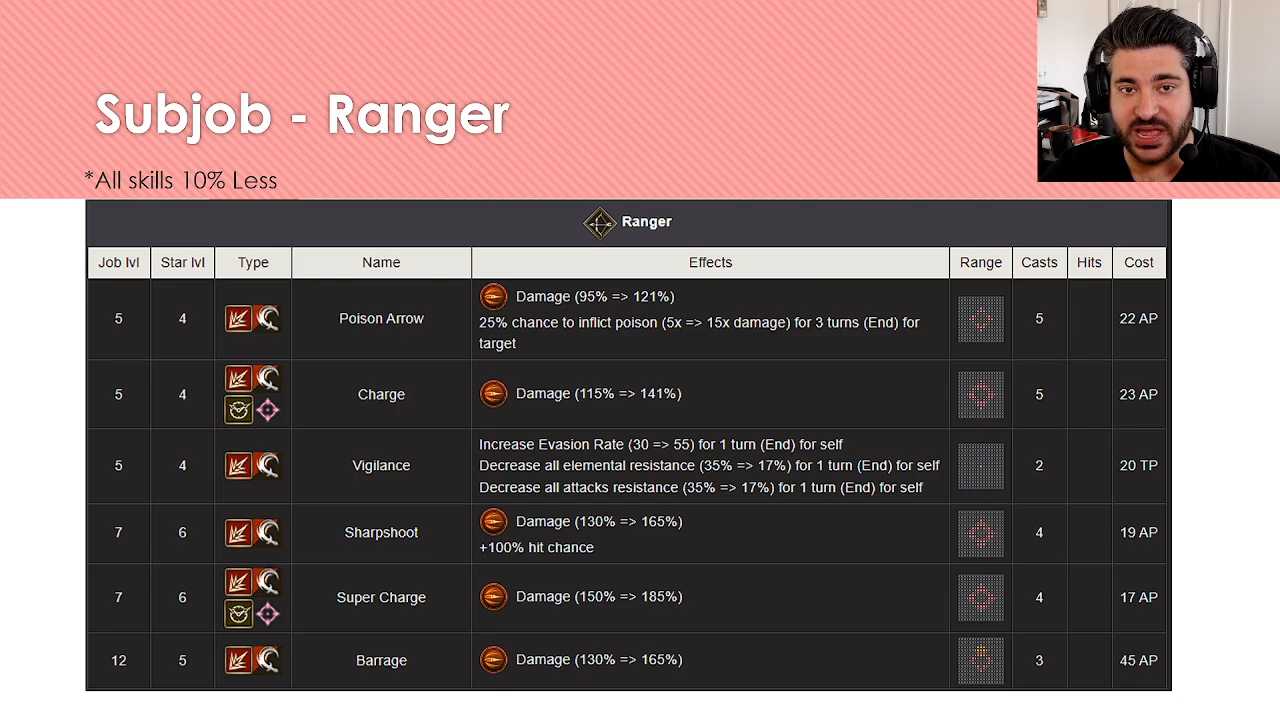 Subjob - Ranger
*All skills 10% Less
Ranger
Job lvl Star lvl Type Name Effects Range Casts Hits Cost
5 4 Poison Arrow Damage (95% => 121%) 5 22 AP
25% chance to inflict poison (5x => 15x damage) for 3 turns (End) for
target
5 4 Charge Damage (115% => 141%) 5 23 AP
5 4 Vigilance Increase Evasion Rate (30 => 55) for 1 turn (End) for self 2 20 TP
Decrease all elemental resistance (35% => 17%) for 1 turn (End) for self
Decrease all attacks resistance (35% => 17%) for 1 turn (End) for self
7 6 Sharpshoot Damage (130% => 165%) 4 19 AP
+100% hit chance
7 6 Super Charge Damage (150% => 185%) 4 17 AP
12 5 Barrage Damage (130% => 165%) 3 45 AP